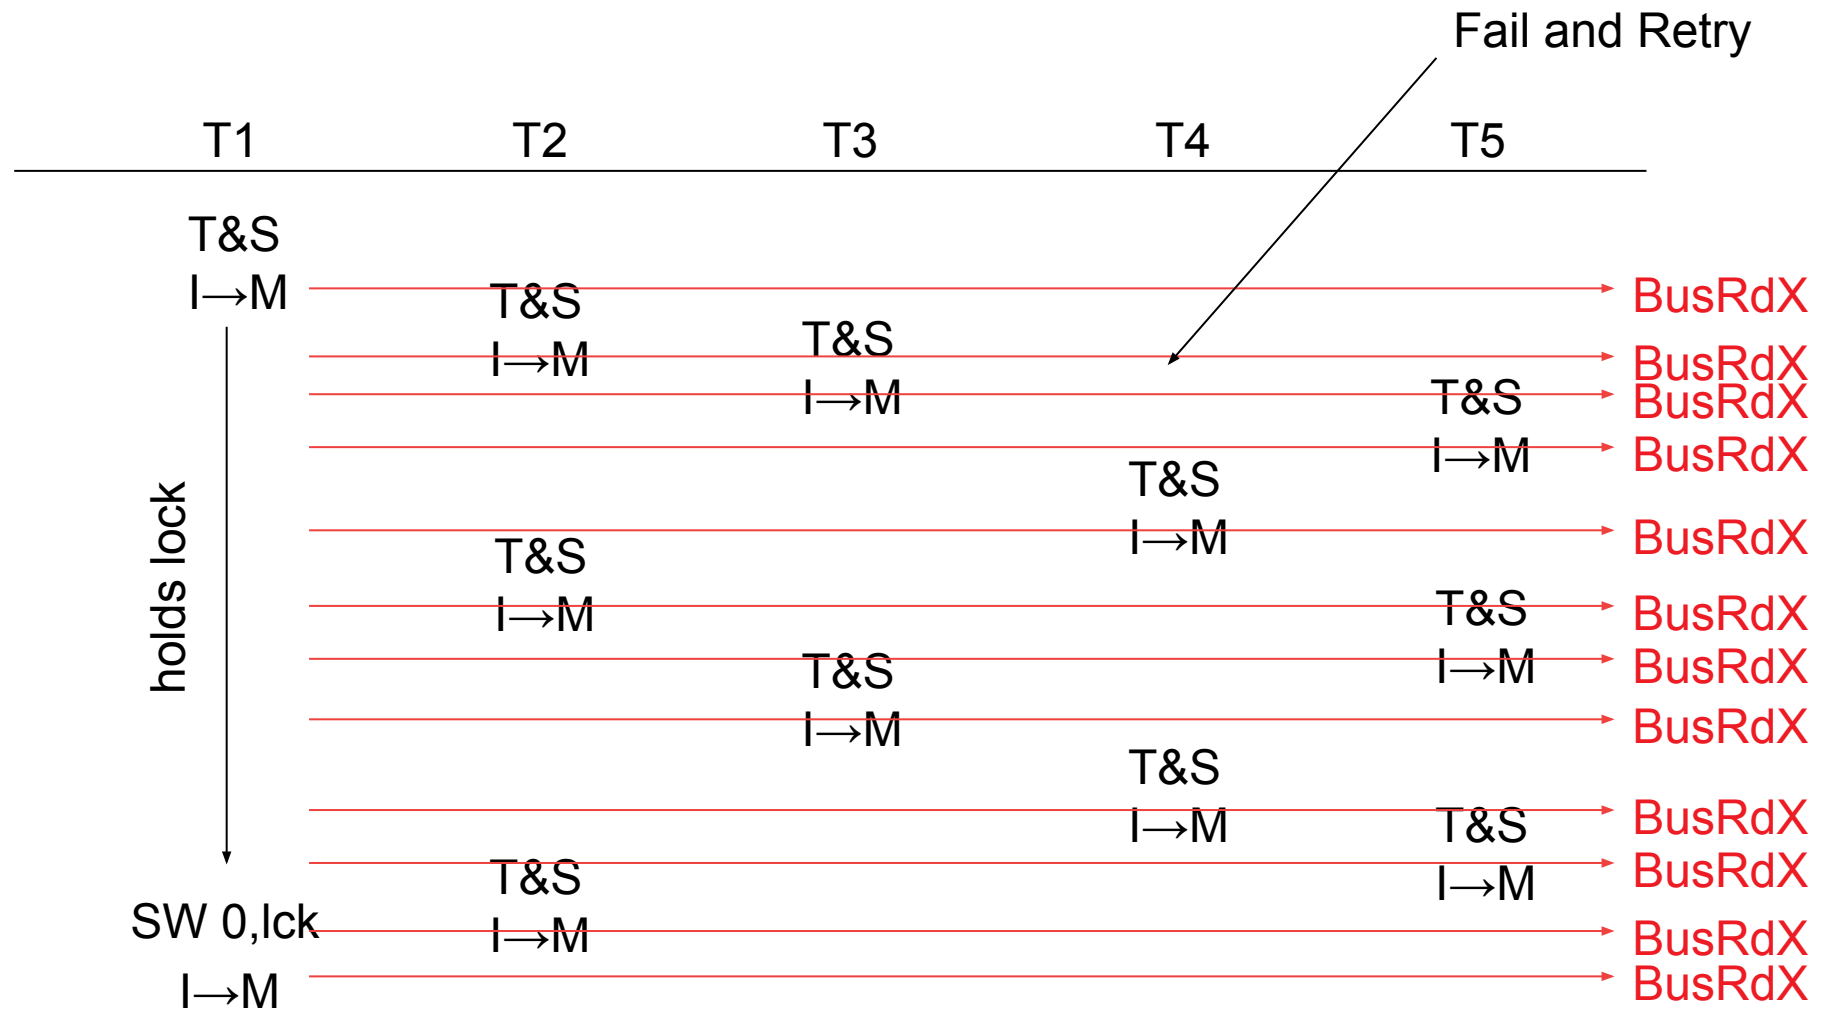 Fail and Retry
T1 T2 T3 T4 T5
T&S
I→M
BusRdX
T&S
I→M
BusRdX
T&S
I→M
BusRdX
T&S
I→M
BusRdX
T&S
I→M
BusRdX
holds lock
T&S
I→M
BusRdX
T&S
I→M
BusRdX
T&S
I→M
BusRdX
T&S
I→M
BusRdX
T&S
I→M
BusRdX
T&S
I→M
BusRdX
SW 0,lck
I→M
BusRdX